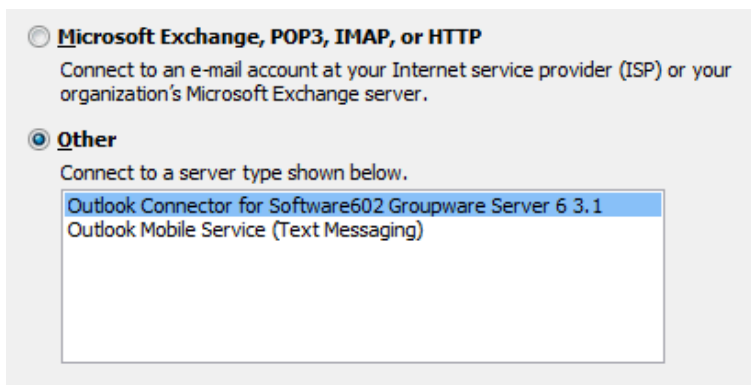 Microsoft Exchange, POP3, IMAP, or HTTP
Connect to an e-mail account at your Internet service provider (ISP) or your
organization's Microsoft Exchange server.
Other
Connect to a server type shown below.
Outlook Connector for Software602 Groupware Server 6 3.1
Outlook Mobile Service (Text Messaging)